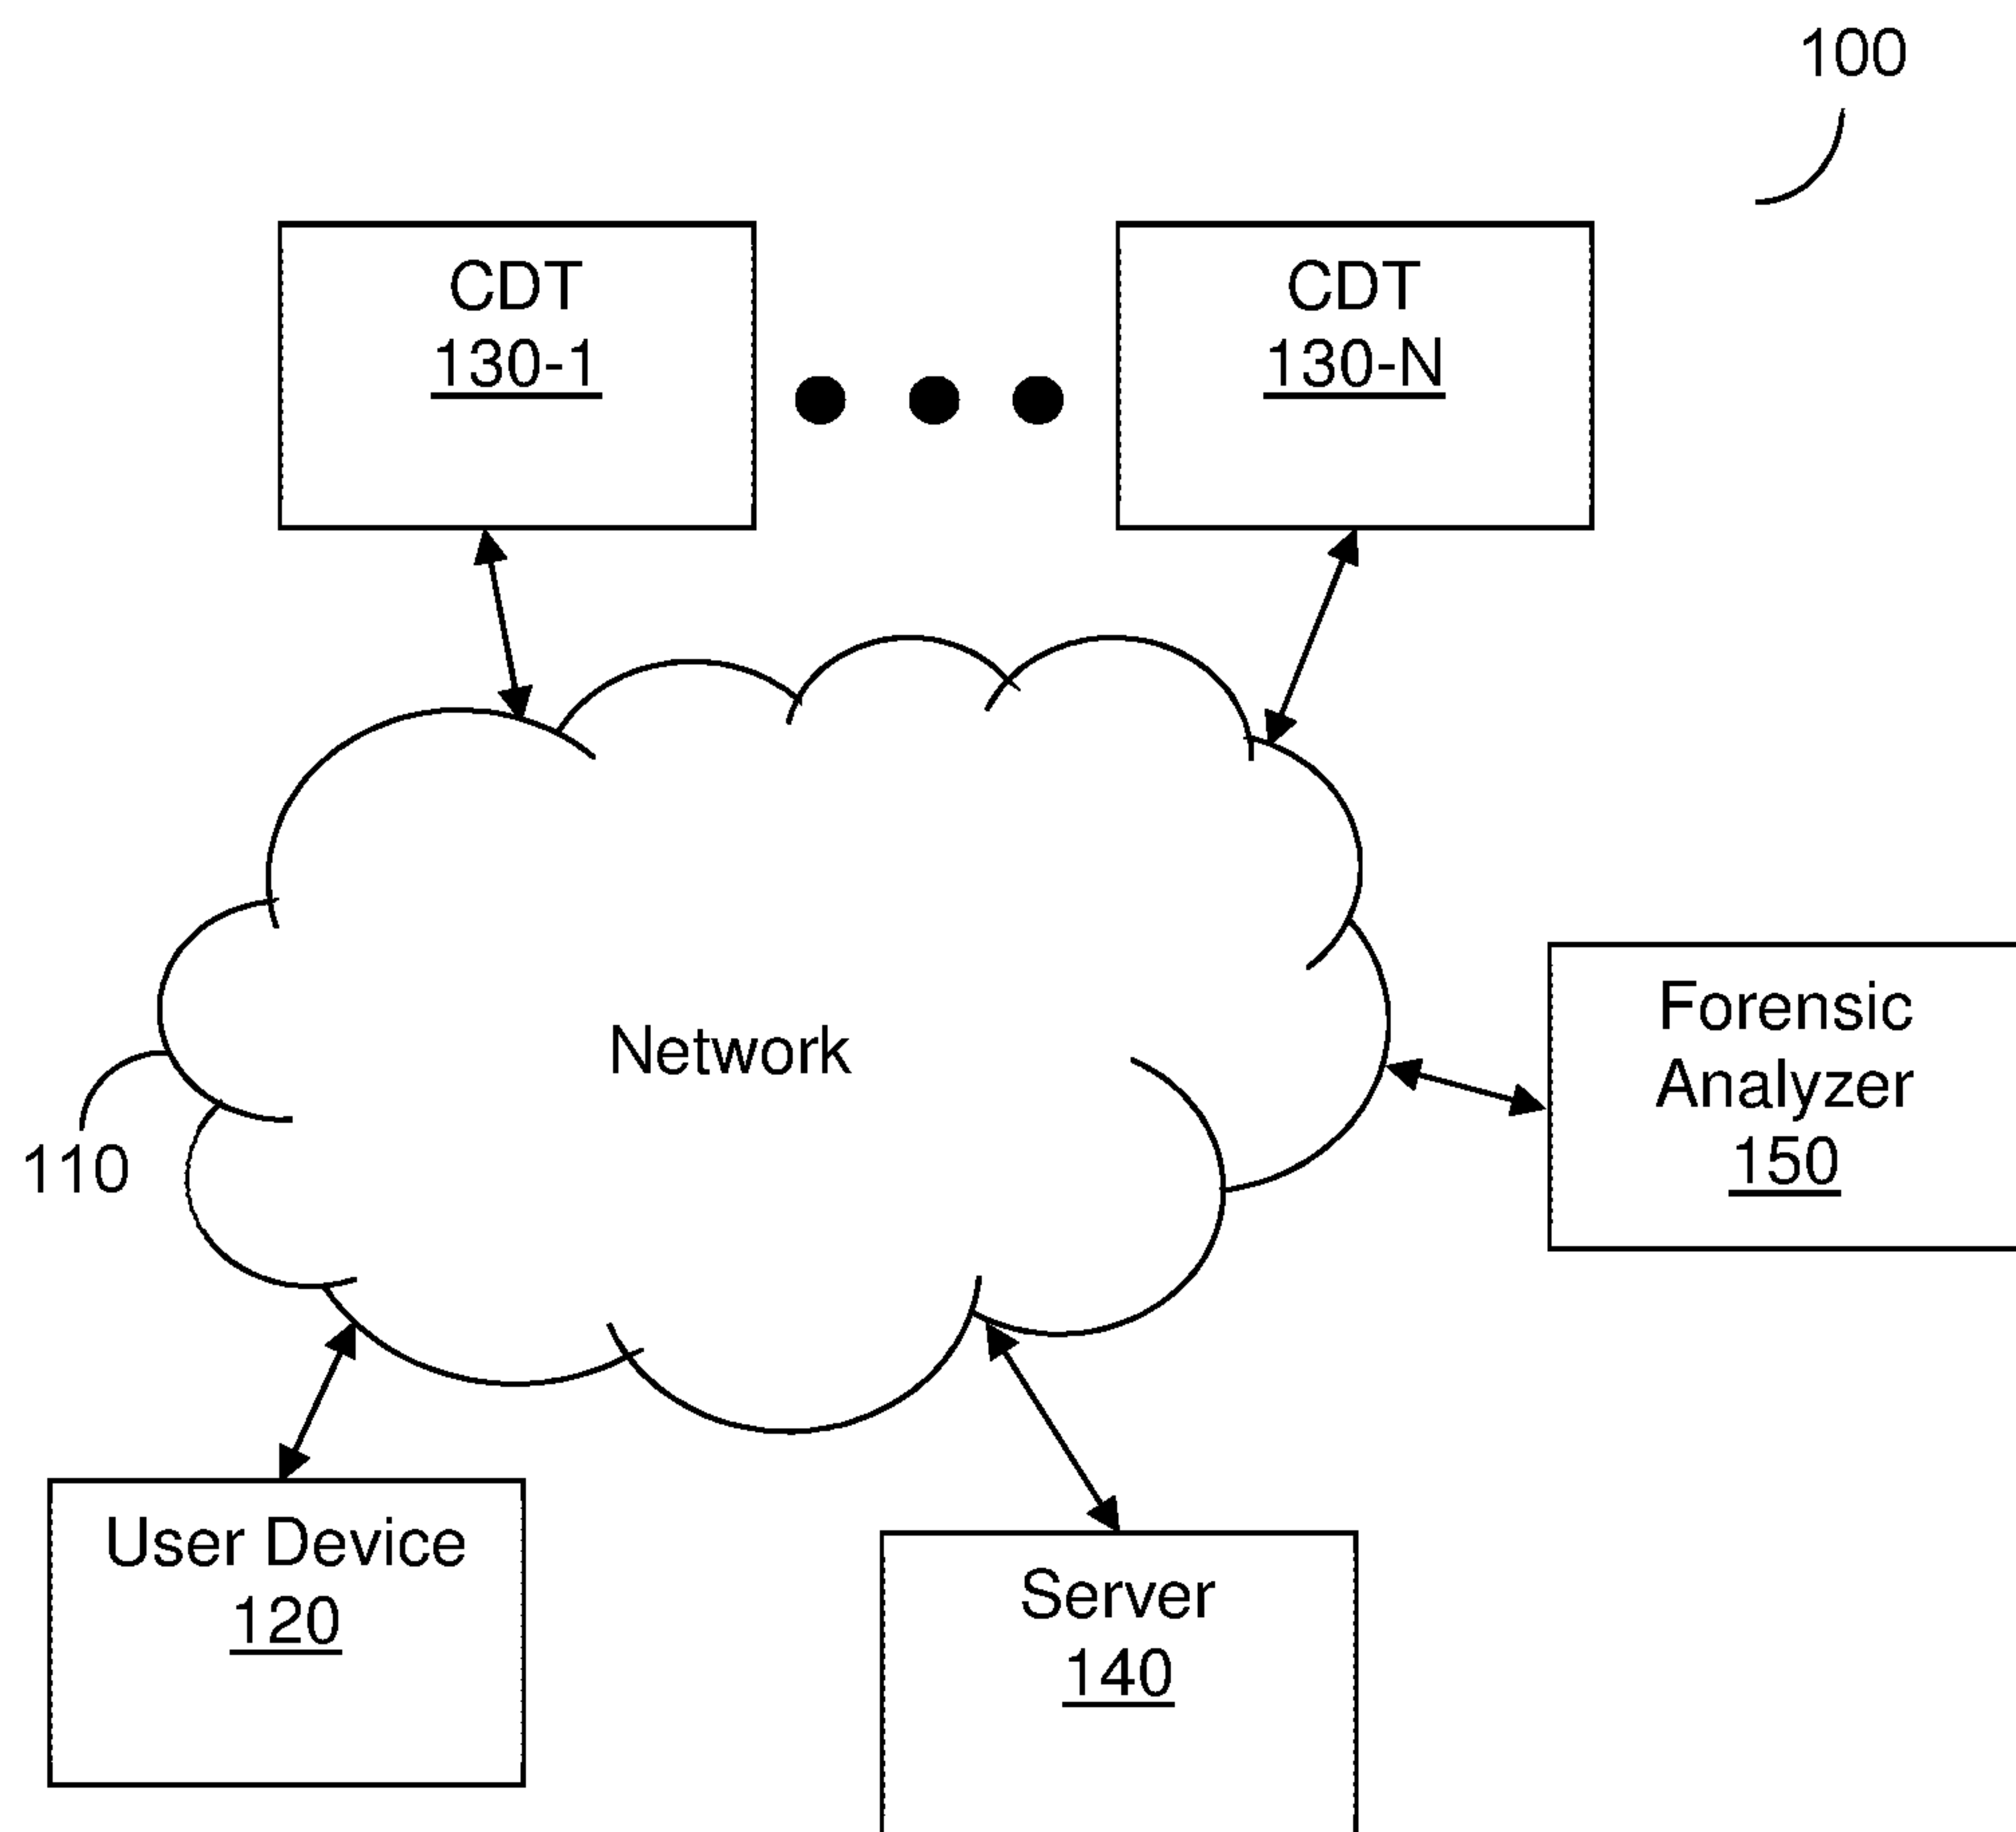 100
CDT
130-1
CDT
130-N
Network
110
Forensic
Analyzer
150
User Device
120
Server
140